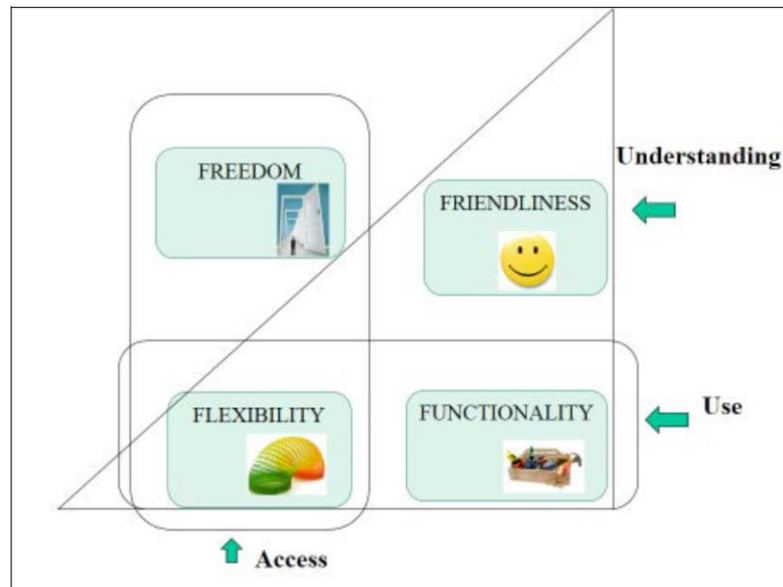 Understanding
FREEDOM
FRIENDLINESS
FLEXIBILITY
FUNCTIONALITY
Use
Access